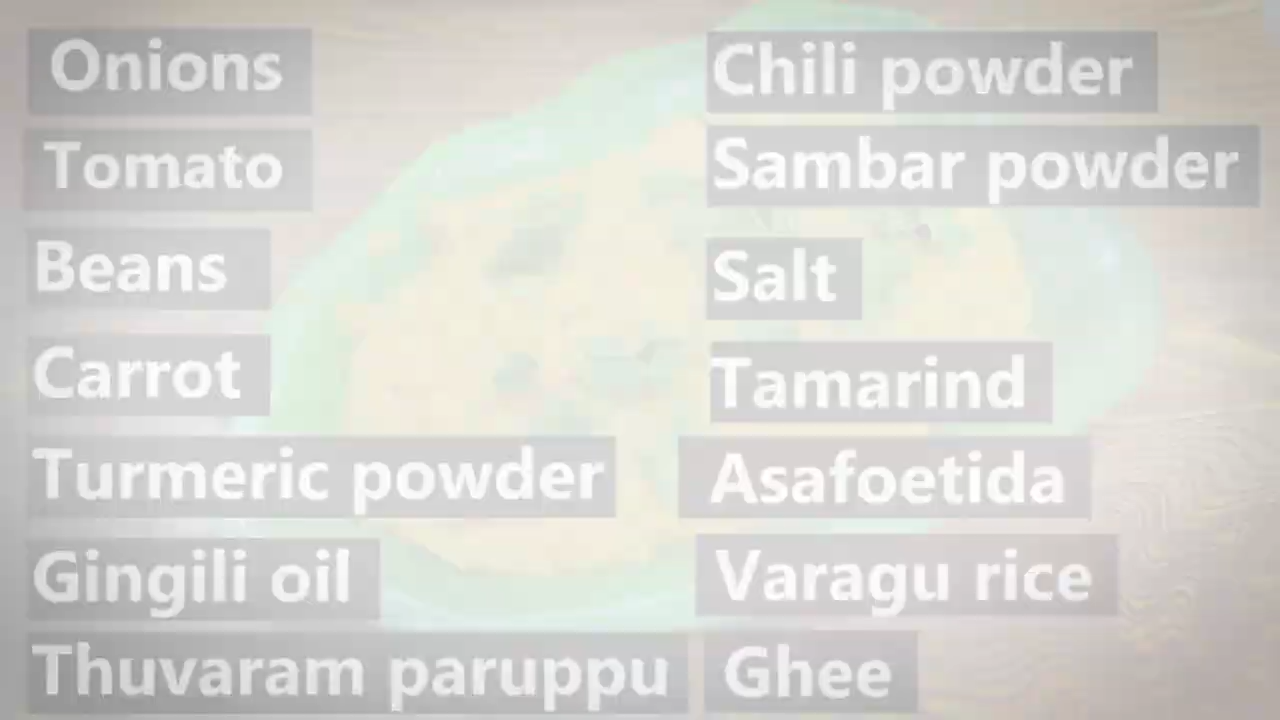 Onions
Tomato
Beans
Carrot
Turmeric powder
Gingili oil
Thuvaram paruppu
Chili powder
Sambar powder
Salt
Tamarind
Asafoetida
Varagu rice
Ghee